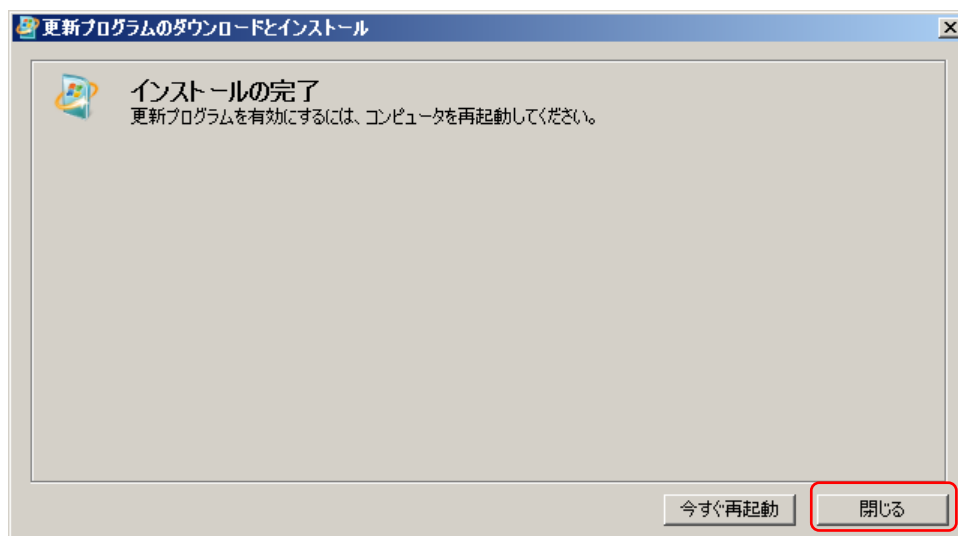 更新プログラムのダウンロードとインストール
インストールの完了
更新プログラムを有効にするには、コンピュータを再起動してください。
今すぐ再起動
閉じる